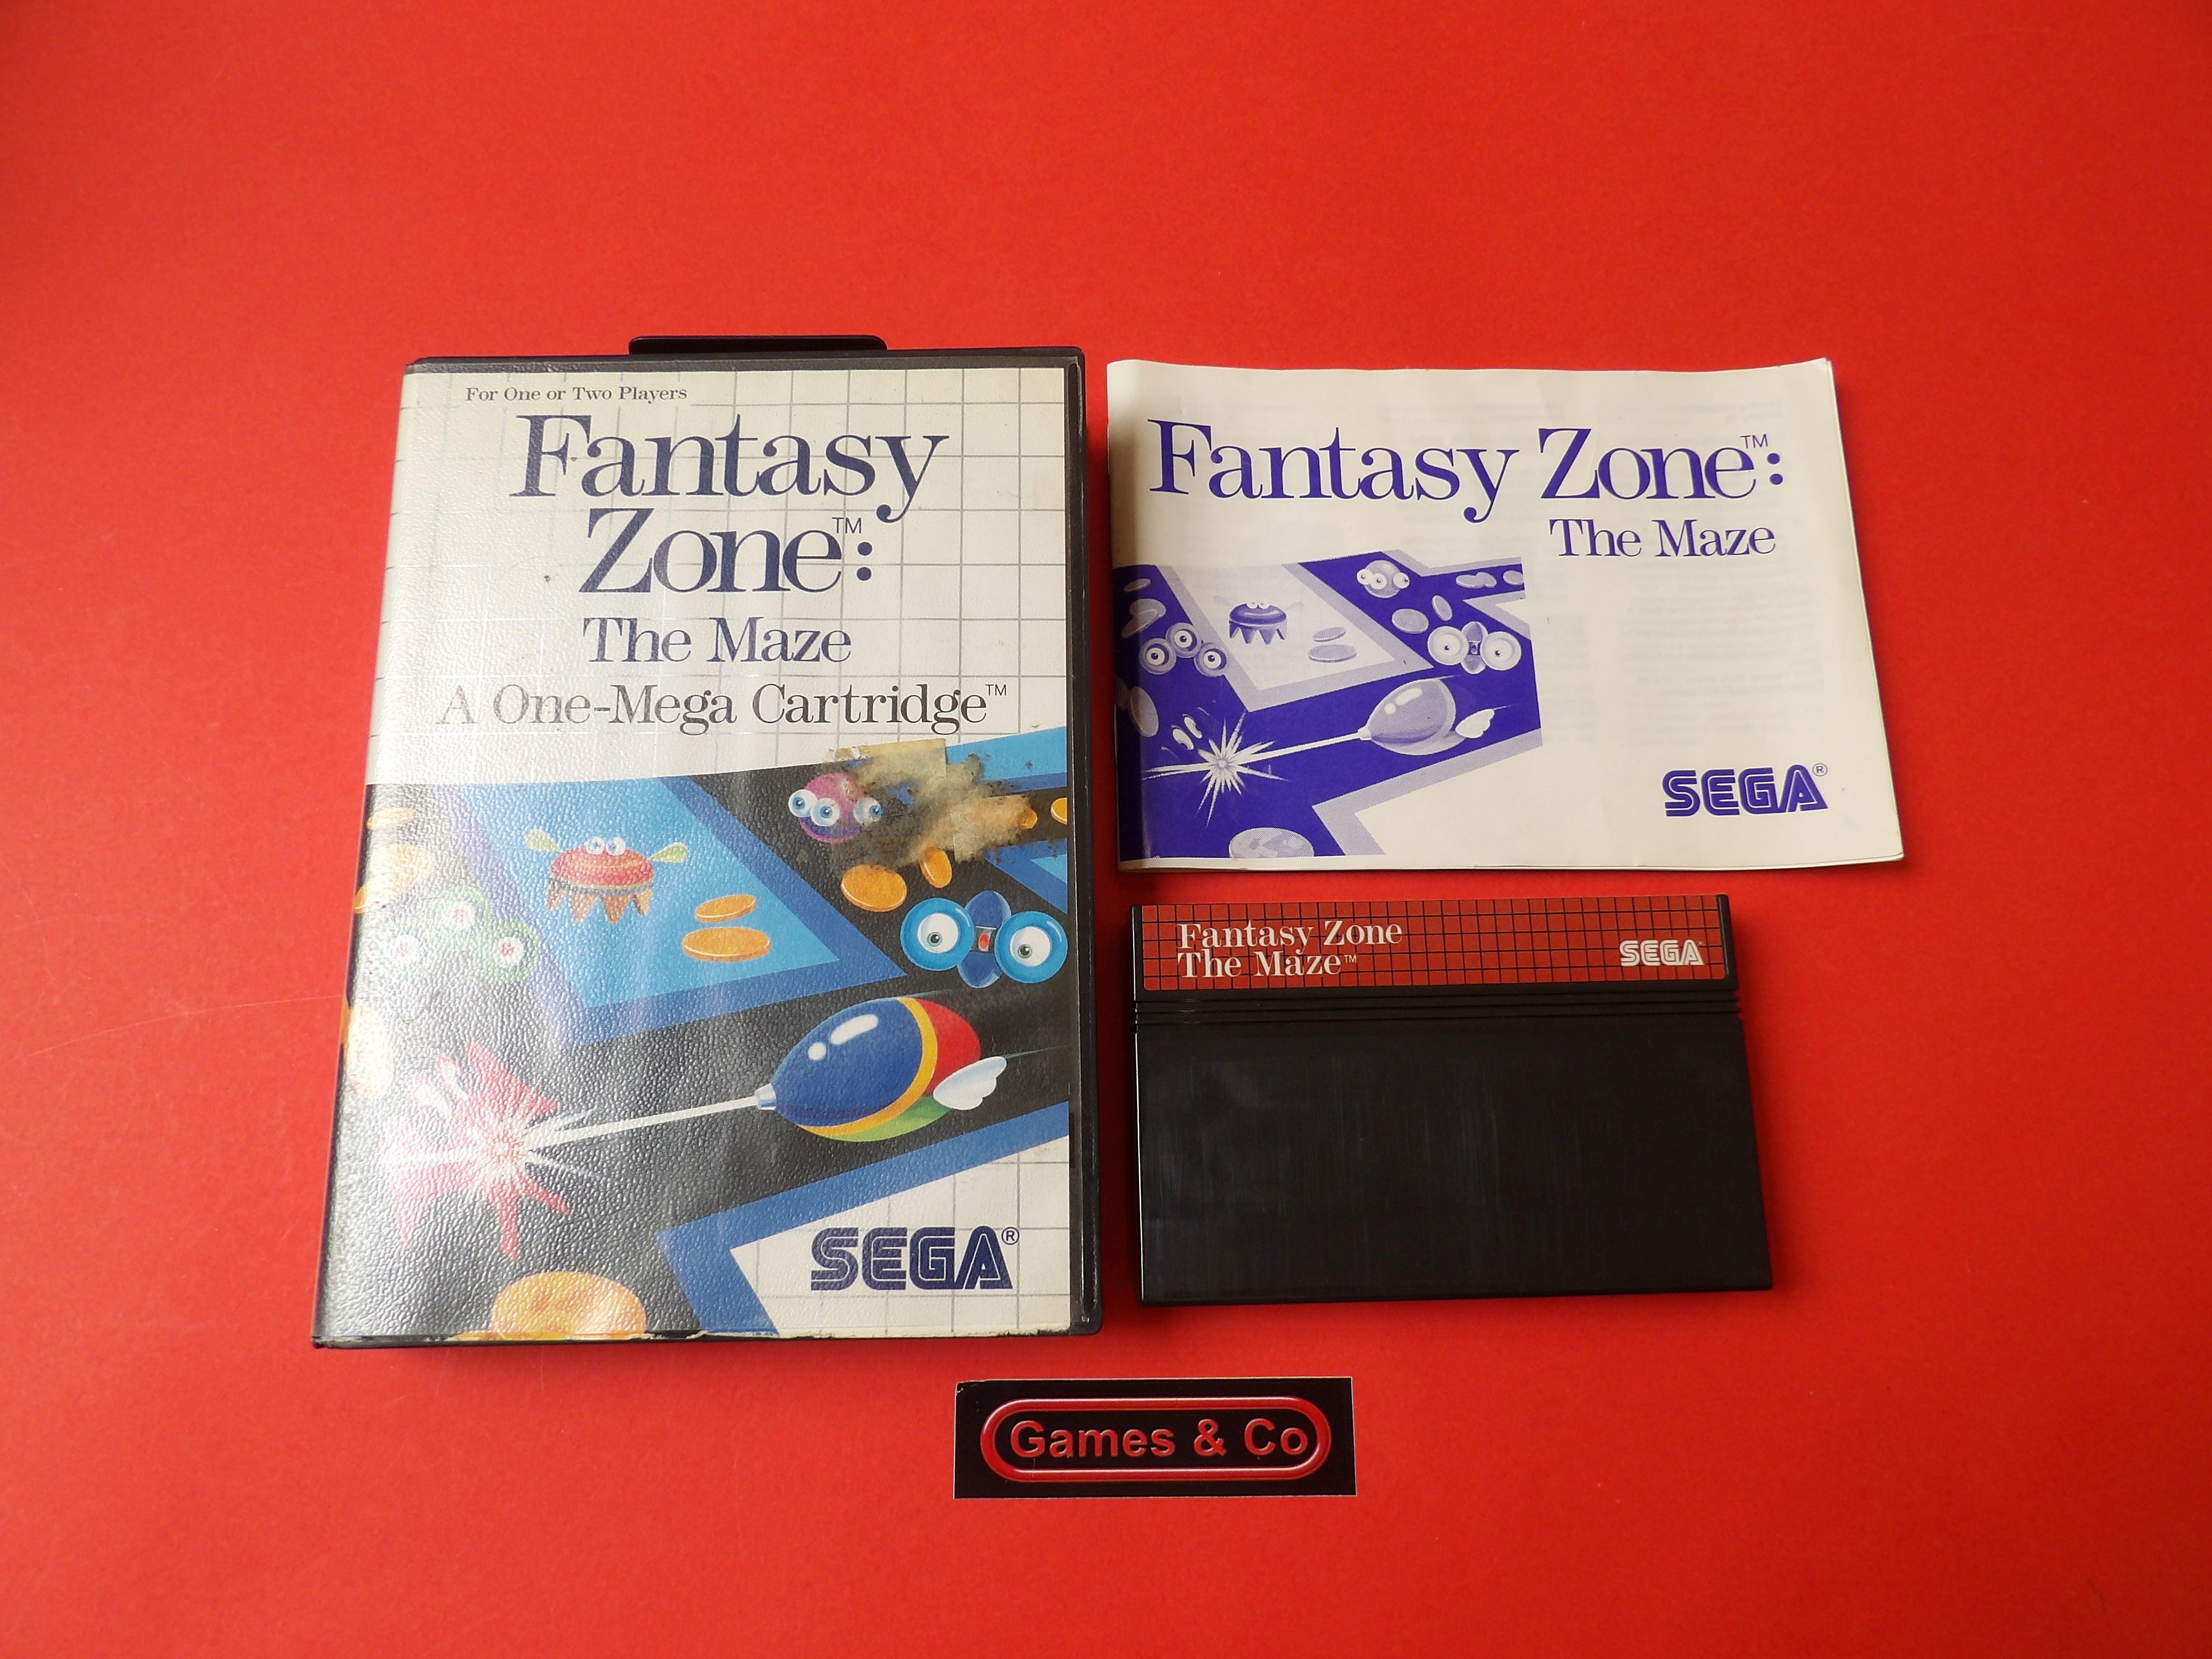 For One or Two Players
Fantasy
Zone™:
The Maze
A One-Mega Cartridge™
SEGA®
Fantasy Zone™:
The Maze
SEGA®
Fantasy Zone
The Maze™
SEGA
Games & Co